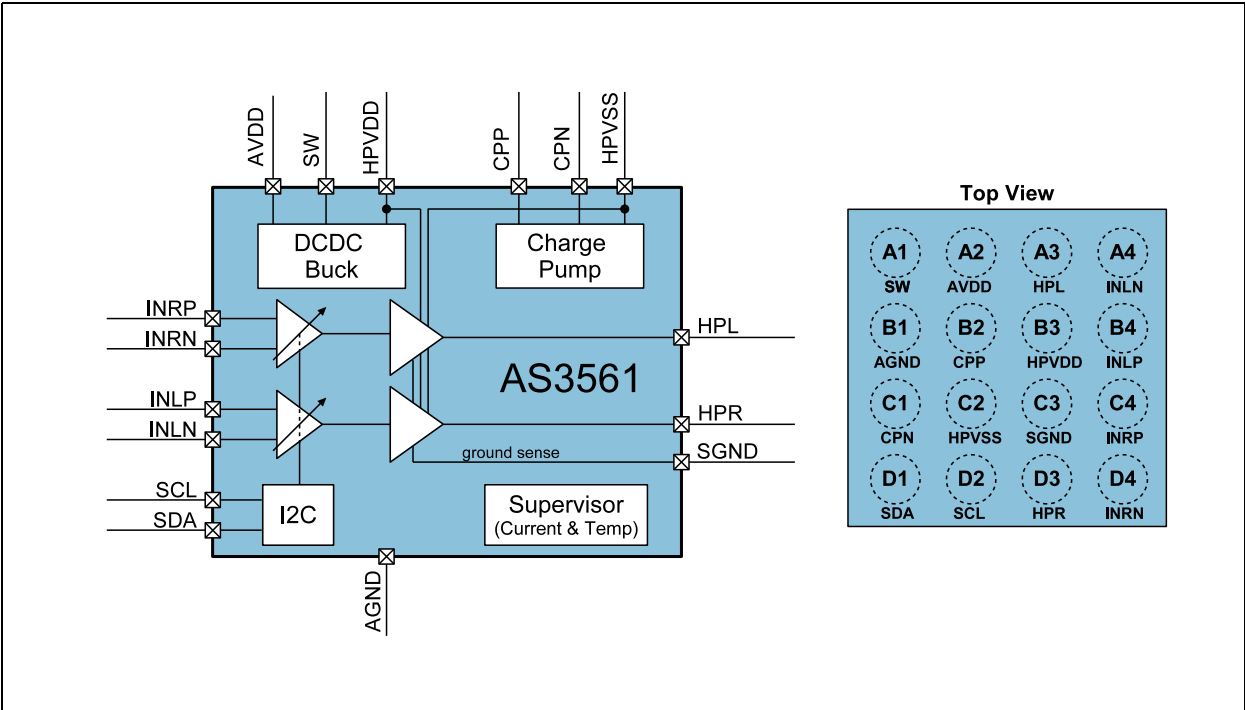 AVDD
SW
HPVDD
CPP
CPN
HPVSS
DCDC
Buck
Charge
Pump
INRP
INRN
INLP
INLN
SCL
SDA
I2C
HPL
AS3561
HPR
ground sense
SGND
Supervisor
(Current & Temp)
AGND
Top View
A1 A2 A3 A4
SW AVDD HPL INLN
B1 B2 B3 B4
AGND CPP HPVDD INLP
C1 C2 C3 C4
CPN HPVSS SGND INRP
D1 D2 D3 D4
SDA SCL HPR INRN